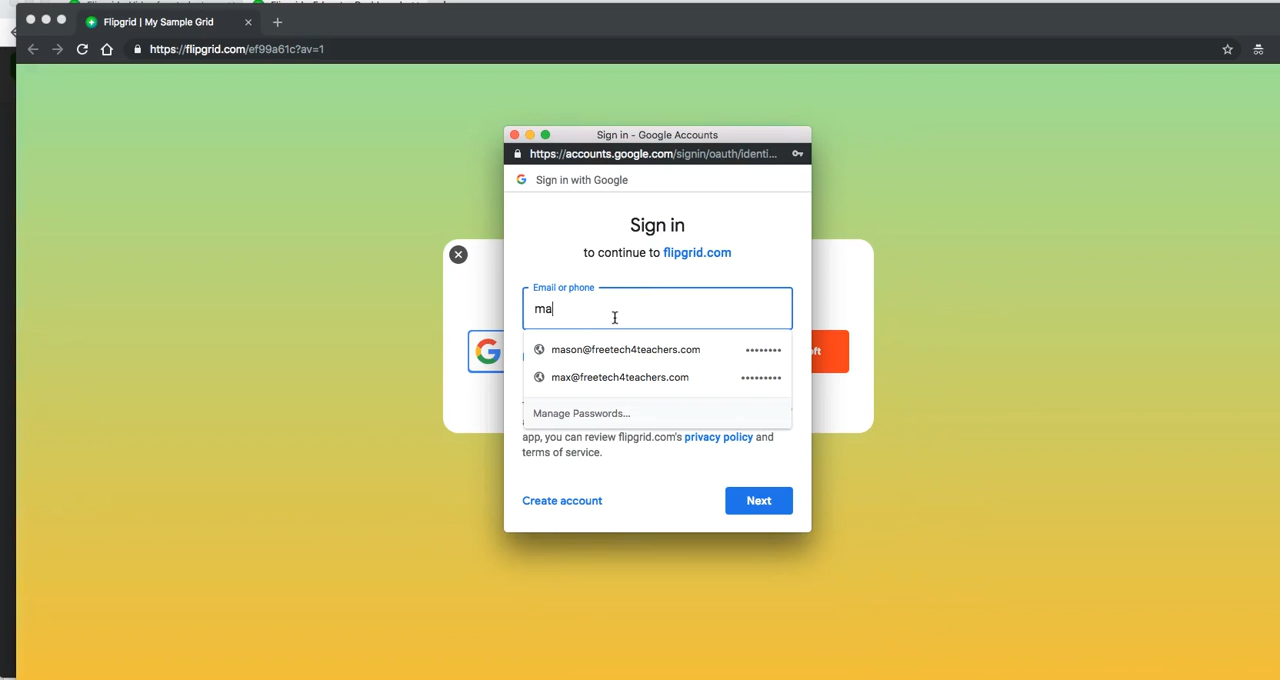 Flipgrid | My Sample Grid
https://flipgrid.com/ef99a61c?av=1
Sign in - Google Accounts
https://accounts.google.com/signin/oauth/identi...
Sign in with Google
Sign in
to continue to flipgrid.com
Email or phone
ma
mason@freetech4teachers.com ••••••••
max@freetech4teachers.com •••••••••
Manage Passwords...
app, you can review flipgrid.com's privacy policy and
terms of service.
Create account
Next